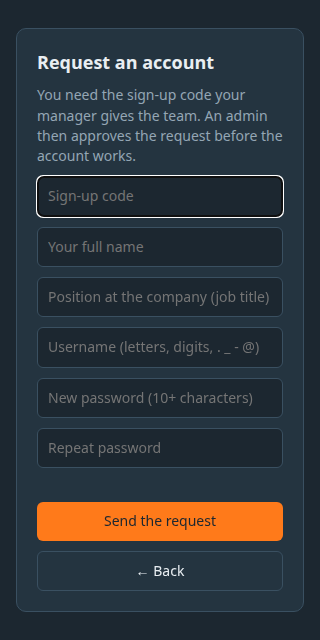 Request an account
You need the sign-up code your
manager gives the team. An admin
then approves the request before the
account works.
Sign-up code
Your full name
Position at the company (job title)
Username (letters, digits, . _ - @)
New password (10+ characters)
Repeat password
Send the request
← Back